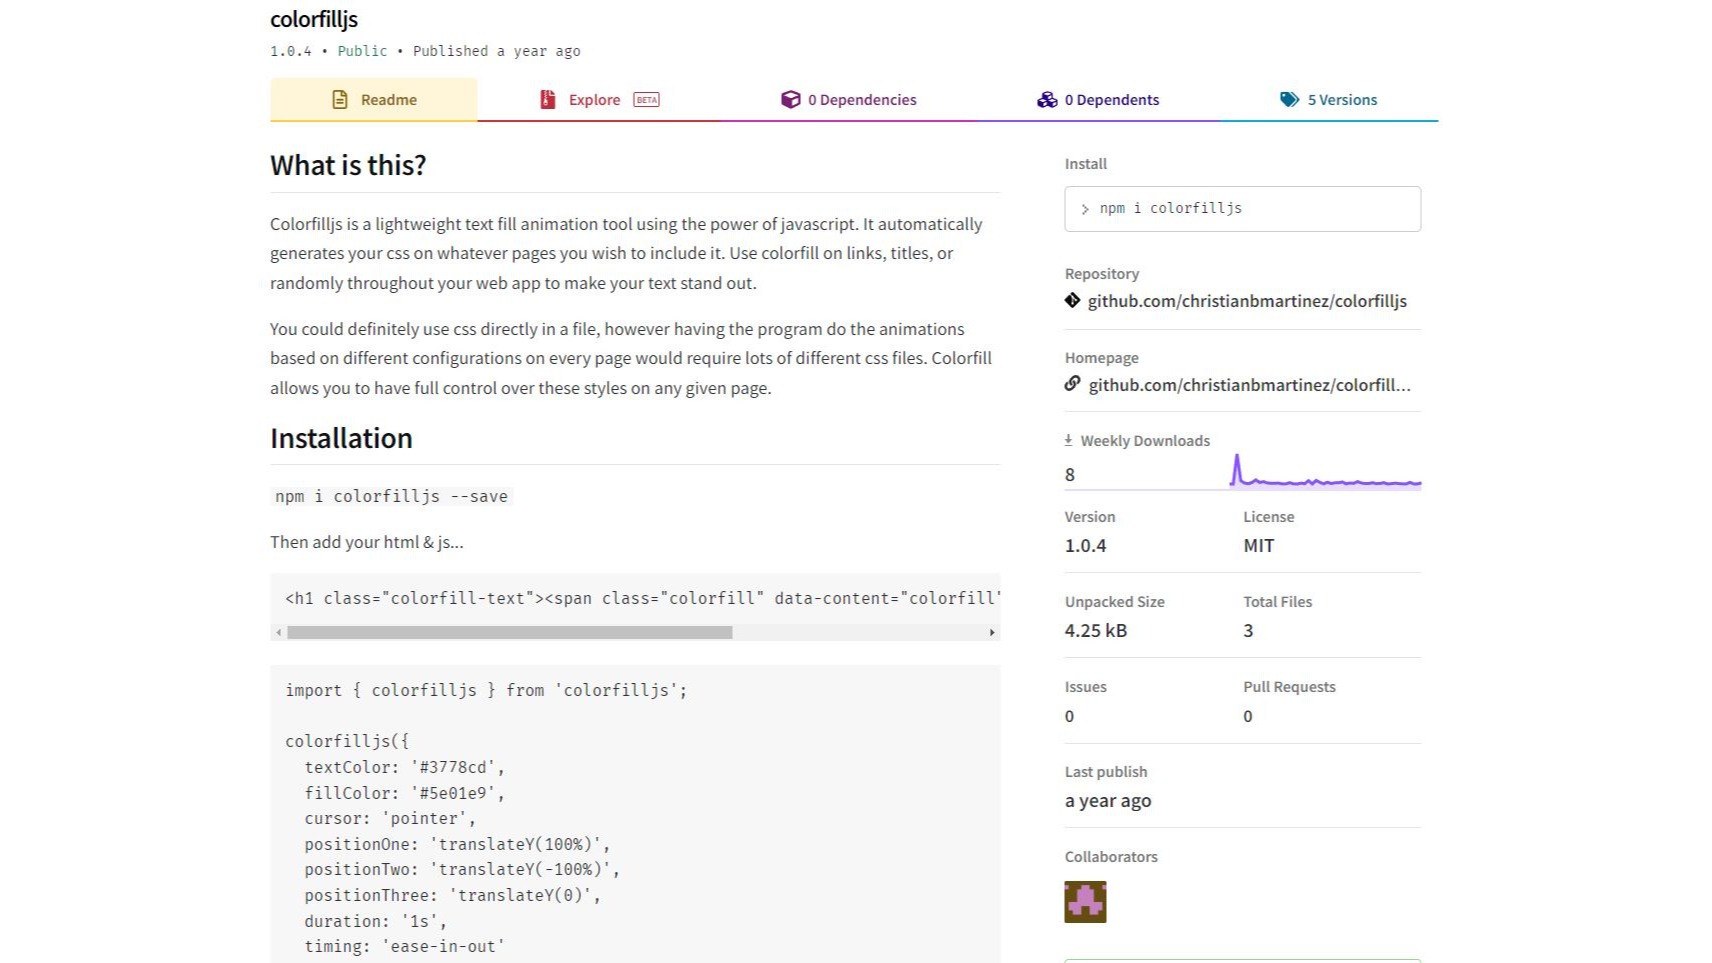 colorfilljs
1.0.4 • Public • Published a year ago
Readme
Explore BETA
0 Dependencies
0 Dependents
5 Versions
What is this?
Colorfilljs is a lightweight text fill animation tool using the power of javascript. It automatically
generates your css on whatever pages you wish to include it. Use colorfill on links, titles, or
randomly throughout your web app to make your text stand out.
You could definitely use css directly in a file, however having the program do the animations
based on different configurations on every page would require lots of different css files. Colorfill
allows you to have full control over these styles on any given page.
Installation
npm i colorfilljs --save
Then add your html & js...
<h1 class="colorfill-text"><span class="colorfill" data-content="colorfill"
import { colorfilljs } from 'colorfilljs';
colorfilljs({
textColor: '#3778cd',
fillColor: '#5e01e9',
cursor: 'pointer',
positionOne: 'translateY(100%)',
positionTwo: 'translateY(-100%)',
positionThree: 'translateY(0)',
duration: '1s',
timing: 'ease-in-out'
Install
> npm i colorfilljs
Repository
github.com/christianbmartinez/colorfilljs
Homepage
github.com/christianbmartinez/colorfill...
Weekly Downloads
8
Version
License
1.0.4
MIT
Unpacked Size
Total Files
4.25 kB
3
Issues
Pull Requests
0
0
Last publish
a year ago
Collaborators